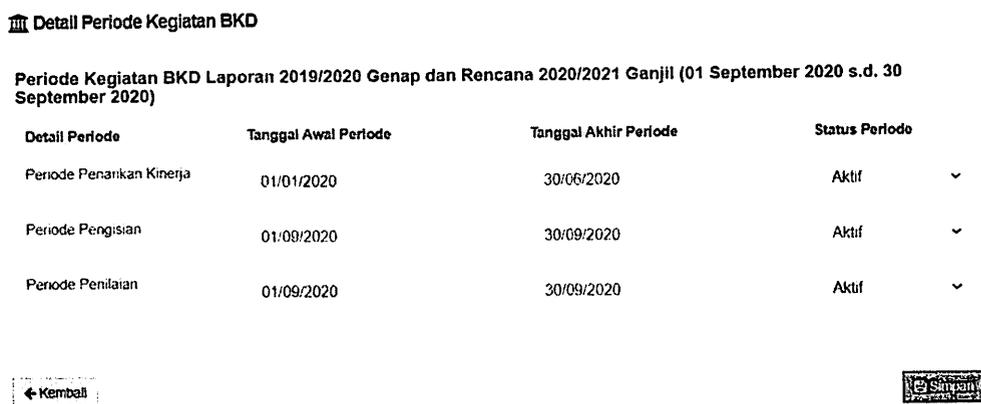 Detail Periode Kegiatan BKD
Periode Kegiatan BKD Laporan 2019/2020 Genap dan Rencana 2020/2021 Ganjil (01 September 2020 s.d. 30
September 2020)
Detail Periode Tanggal Awal Periode Tanggal Akhir Periode Status Periode
Periode Penarikan Kinerja 01/01/2020 30/06/2020 Aktif
Periode Pengisian 01/09/2020 30/09/2020 Aktif
Periode Penilaian 01/09/2020 30/09/2020 Aktif
Kembali Simpan